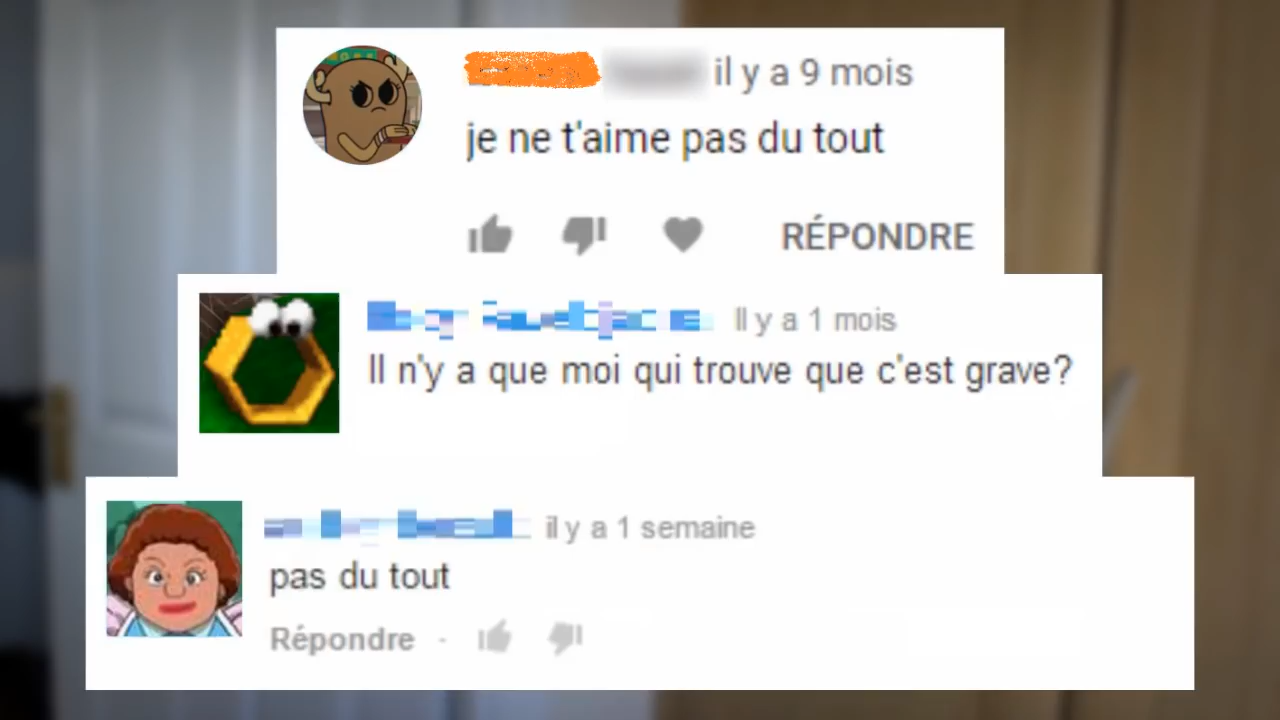 il y a 9 mois
je ne t'aime pas du tout
RÉPONDRE
Il y a 1 mois
Il n'y a que moi qui trouve que c'est grave?
il y a 1 semaine
pas du tout
Répondre